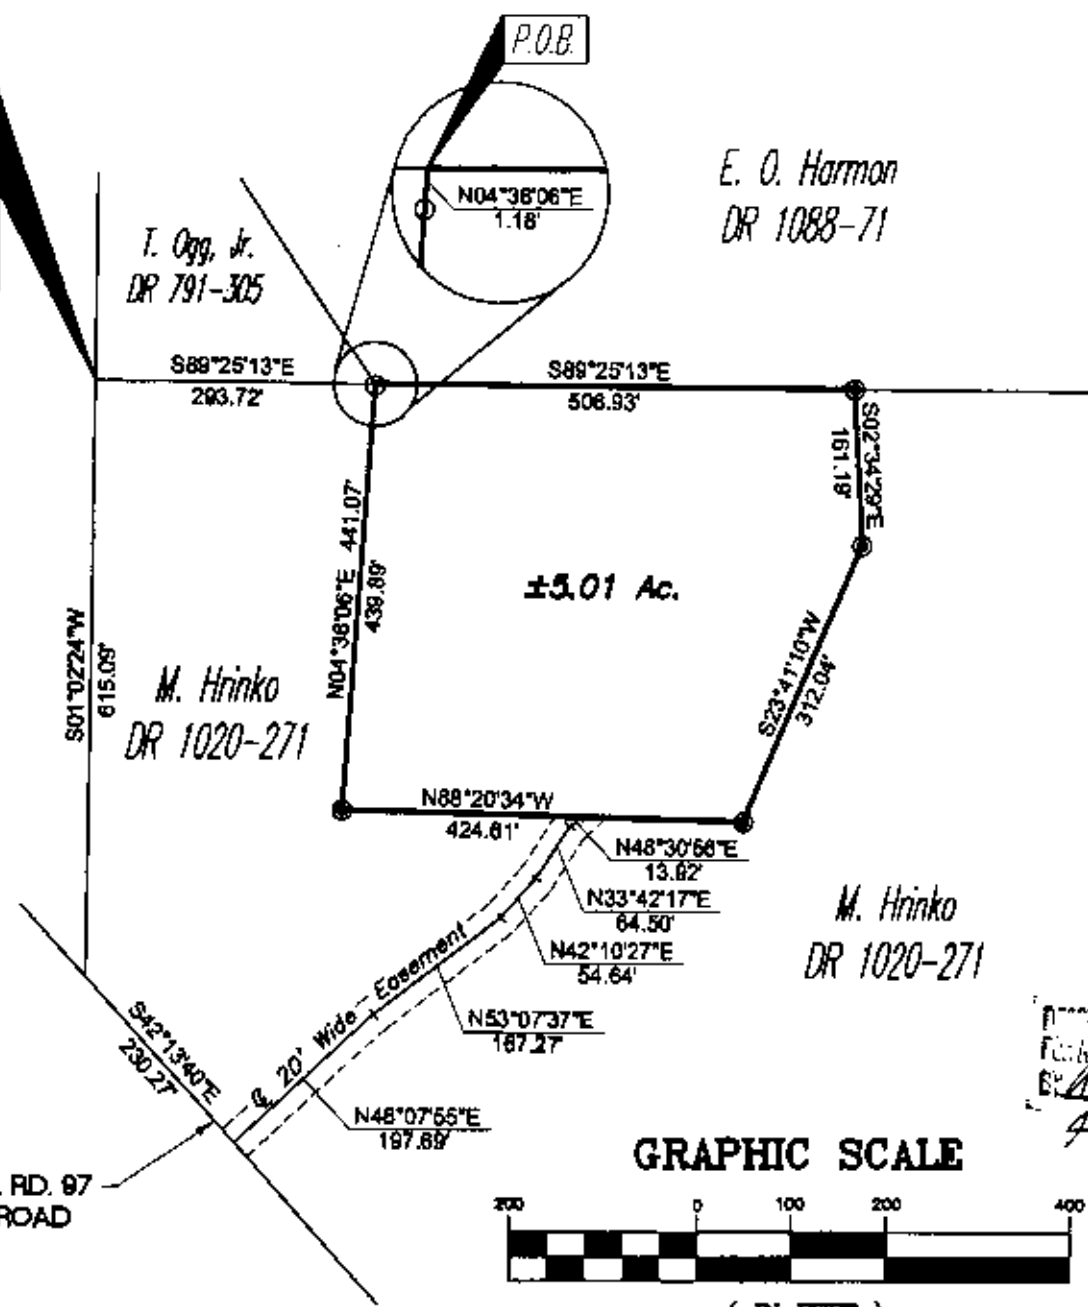 P.O.B.
N04°38'06"E
1.18'
E. O. Harmon
DR 1088-71
T. Ogg, Jr.
DR 791-305
S89°25'13"E
293.72'
S89°25'13"E
506.93'
S02°34'29"E
161.19'
N04°38'06"E 441.07'
439.89'
±5.01 Ac.
S23°41'10"W
312.04'
S01°02'24"W
615.09'
M. Hrinko
DR 1020-271
N88°20'34"W
424.61'
N48°30'56"E
13.92'
N33°42'17"E
64.50'
N42°10'27"E
54.64'
N53°07'37"E
167.27'
N48°07'55"E
197.69'
20' Wide Easement
S42°13'40"E
230.27'
M. Hrinko
DR 1020-271
RD. 97
ROAD
GRAPHIC SCALE
200 0 100 200 400